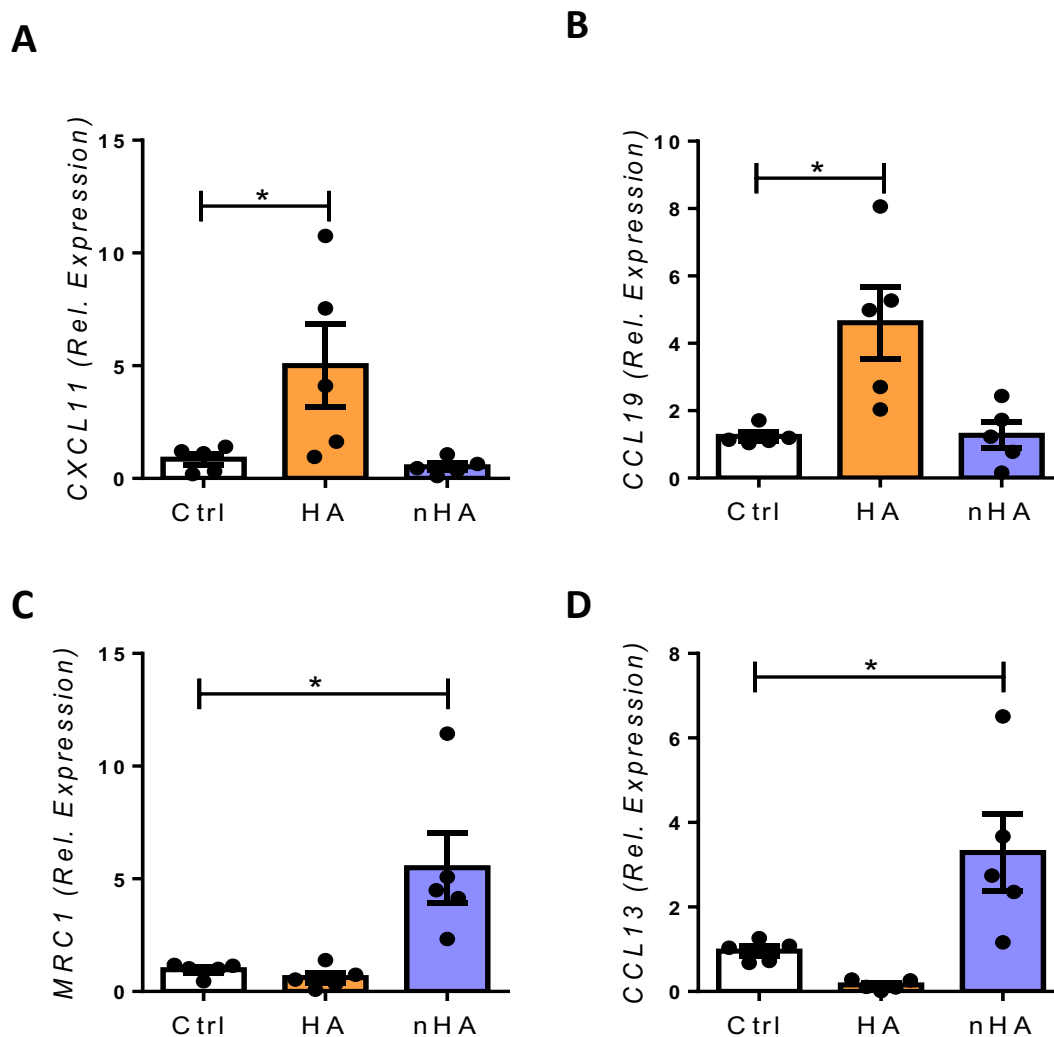 A
CXCL11 (Rel. Expression)
15
10
5
0
*
Ctrl
HA
nHA
B
CCL19 (Rel. Expression)
10
8
6
4
2
0
*
Ctrl
HA
nHA
C
MRC1 (Rel. Expression)
15
10
5
0
*
Ctrl
HA
nHA
D
CCL13 (Rel. Expression)
8
6
4
2
0
*
Ctrl
HA
nHA